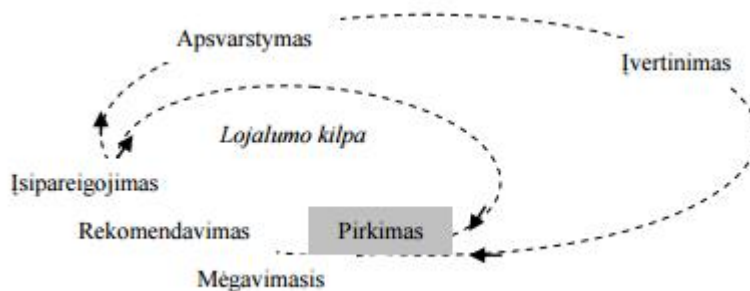 Apsvarstymas
Įvertinimas
Lojalumo kilpa
Įsipareigojimas
Rekomendavimas
Pirkimas
Mėgavimasis